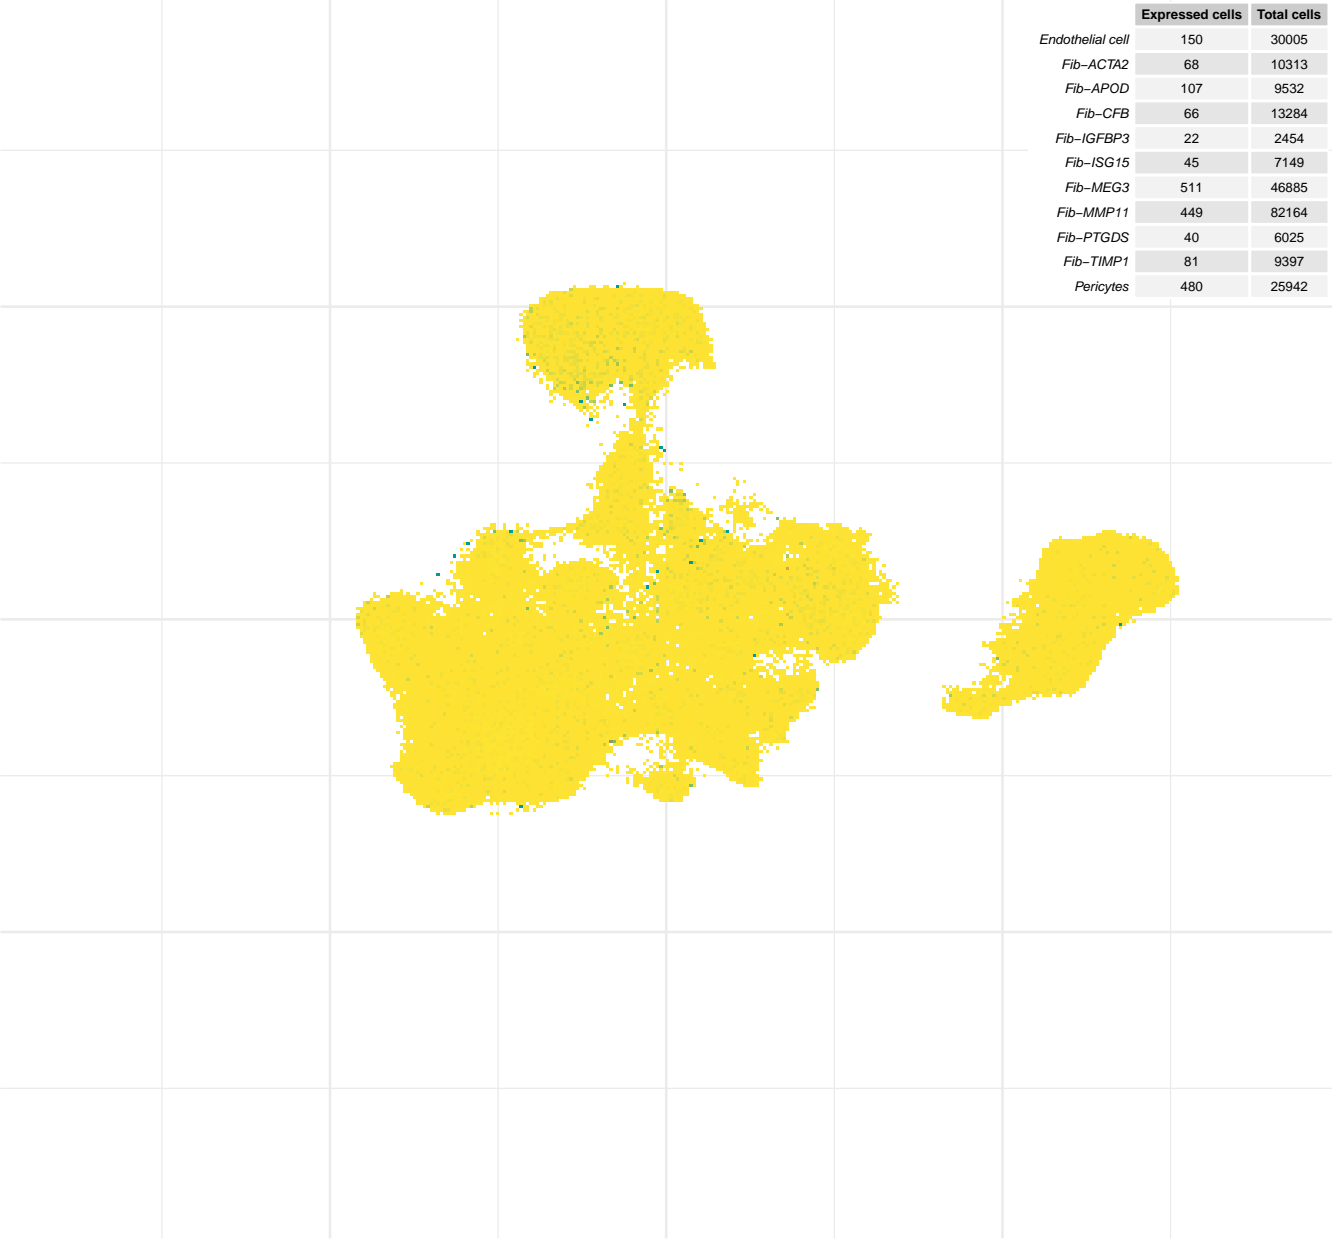 Expressed cells Total cells
Endothelial cell 150 30005
Fib−ACTA2 68 10313
Fib−APOD 107 9532
Fib−CFB 66 13284
Fib−IGFBP3 22 2454
Fib−ISG15 45 7149
Fib−MEG3 511 46885
Fib−MMP11 449 82164
Fib−PTGDS 40 6025
Fib−TIMP1 81 9397
Pericytes 480 25942